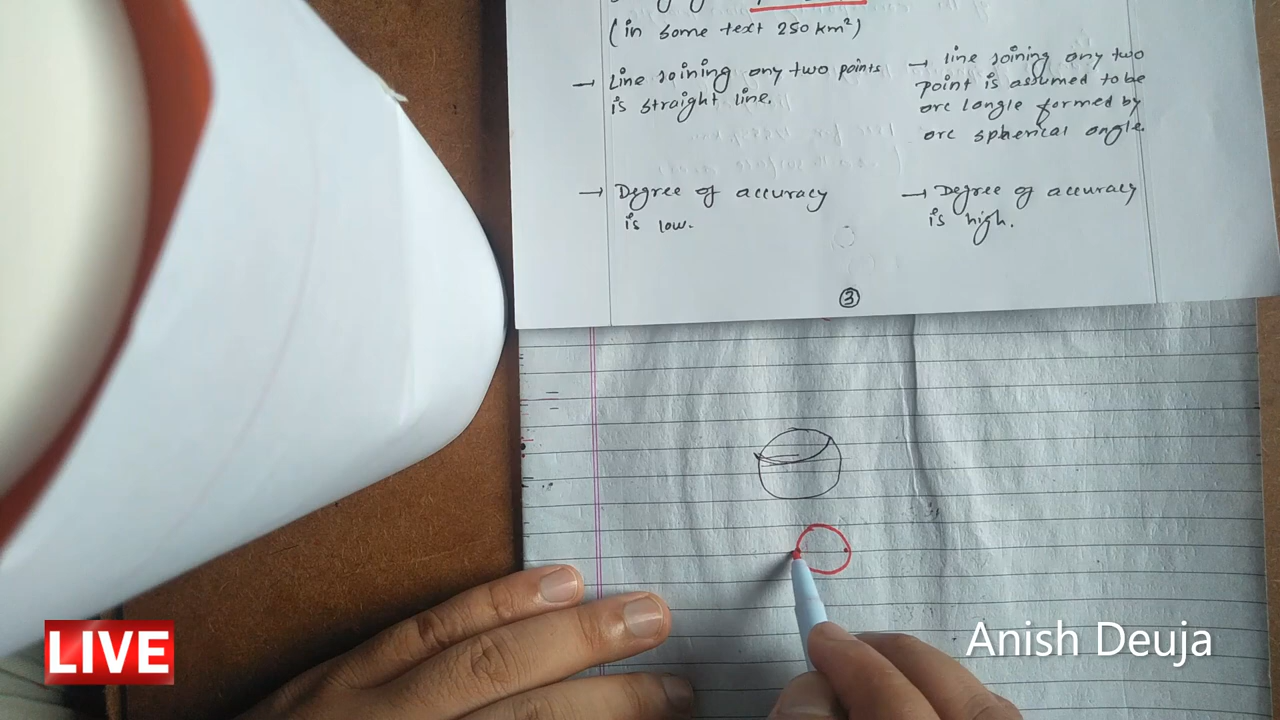 (in some text 250 km²)
→ Line joining any two points
is straight line.
→ Degree of accuracy
is low.
→ line joining any two
point is assumed to be
arc langle formed by
arc spherical angle.
→ Degree of accuracy
is high.
3
LIVE
Anish Deuja